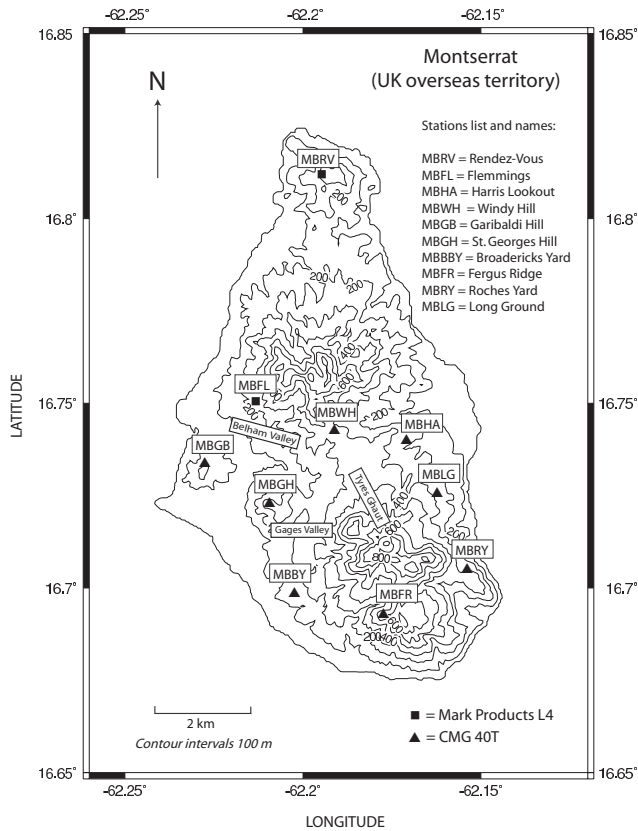 -62.25° -62.2° -62.15°
16.85 16.85°
Montserrat
(UK overseas territory)
N
Stations list and names:
MBRV = Rendez-Vous
MBFL = Flemmings
MBHA = Harris Lookout
MBWH = Windy Hill
MBGB = Garibaldi Hill
MBGH = St. Georges Hill
MBBY = Broadericks Yard
MBFR = Fergus Ridge
MBRY = Roches Yard
MBLG = Long Ground
MBRV
200
16.8 16.8°
200 200
400
600
MBFL
16.75 16.75°
200
MBWH
200
MBHA
Belham Valley
MBGB
MBGH
Tyres Ghaut
400
MBLG
Gages Valley
600
200
800
MBRY
MBBY
MBFR
16.7 16.7°
600
200 400
2 km
Contour intervals 100 m
= Mark Products L4
= CMG 40T
16.65 16.65°
-62.25° -62.2 -62.15°
LATITUDE
LONGITUDE